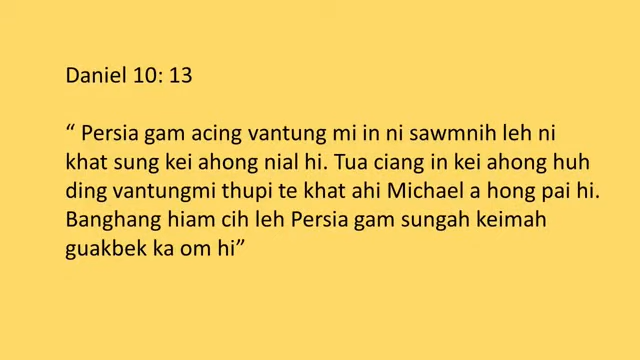 Daniel 10: 13
“ Persia gam acing vantung mi in ni sawmnih leh ni
khat sung kei ahong nial hi. Tua ciang in kei ahong huh
ding vantungmi thupi te khat ahi Michael a hong pai hi.
Banghang hiam cih leh Persia gam sungah keimah
guakbek ka om hi”